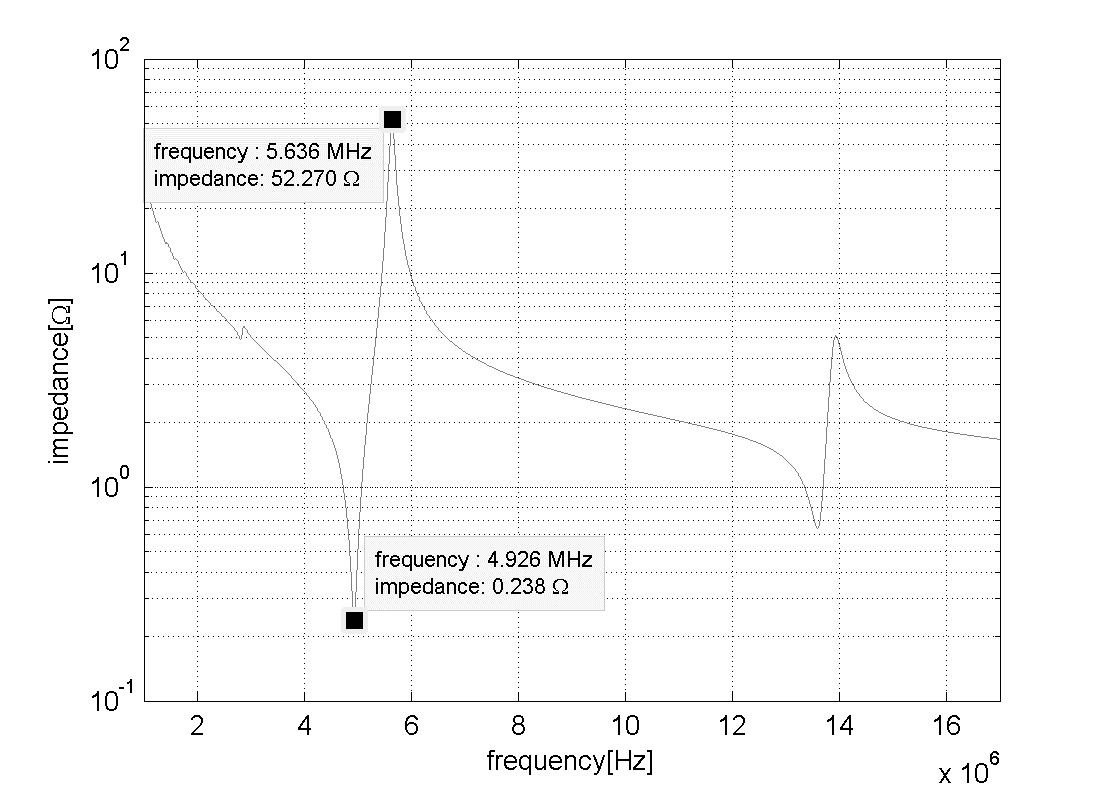 10^2
frequency : 5.636 MHz
impedance: 52.270 Ω
10^1
impedance[Ω]
10^0
frequency : 4.926 MHz
impedance: 0.238 Ω
10^-1
2 4 6 8 10 12 14 16
frequency[Hz]
x 10^6